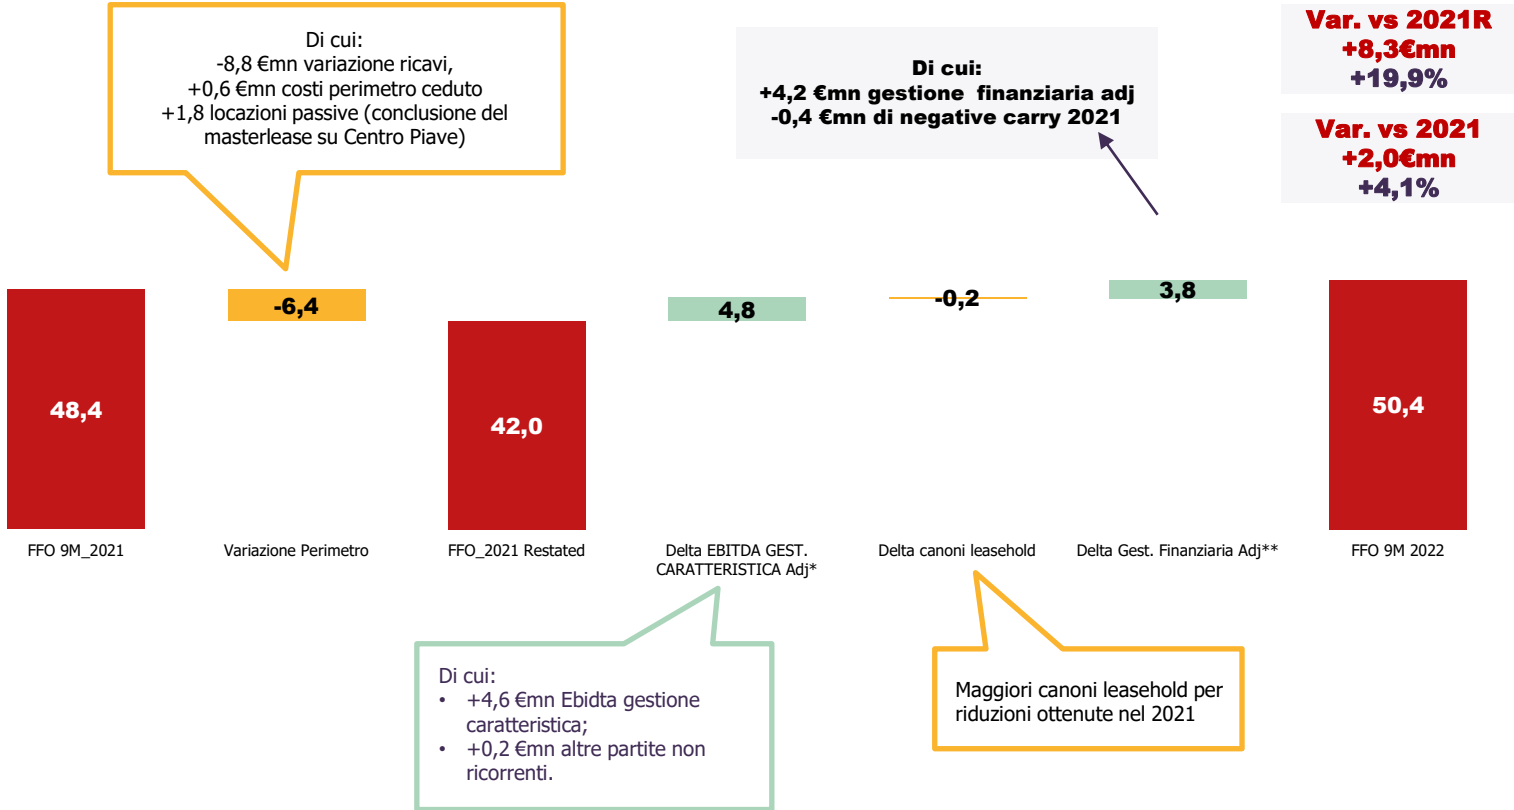 Di cui:
-8,8 €mn variazione ricavi,
+0,6 €mn costi perimetro ceduto
+1,8 locazioni passive (conclusione del
masterlease su Centro Piave)
Di cui:
+4,2 €mn gestione finanziaria adj
-0,4 €mn di negative carry 2021
Var. vs 2021R
+8,3€mn
+19,9%
Var. vs 2021
+2,0€mn
+4,1%
48,4
-6,4
42,0
4,8
-0,2
3,8
50,4
FFO 9M_2021
Variazione Perimetro
FFO_2021 Restated
Delta EBITDA GEST.
CARATTERISTICA Adj*
Delta canoni leasehold
Delta Gest. Finanziaria Adj**
FFO 9M 2022
Di cui:
• +4,6 €mn Ebidta gestione
caratteristica;
• +0,2 €mn altre partite non
ricorrenti.
Maggiori canoni leasehold per
riduzioni ottenute nel 2021